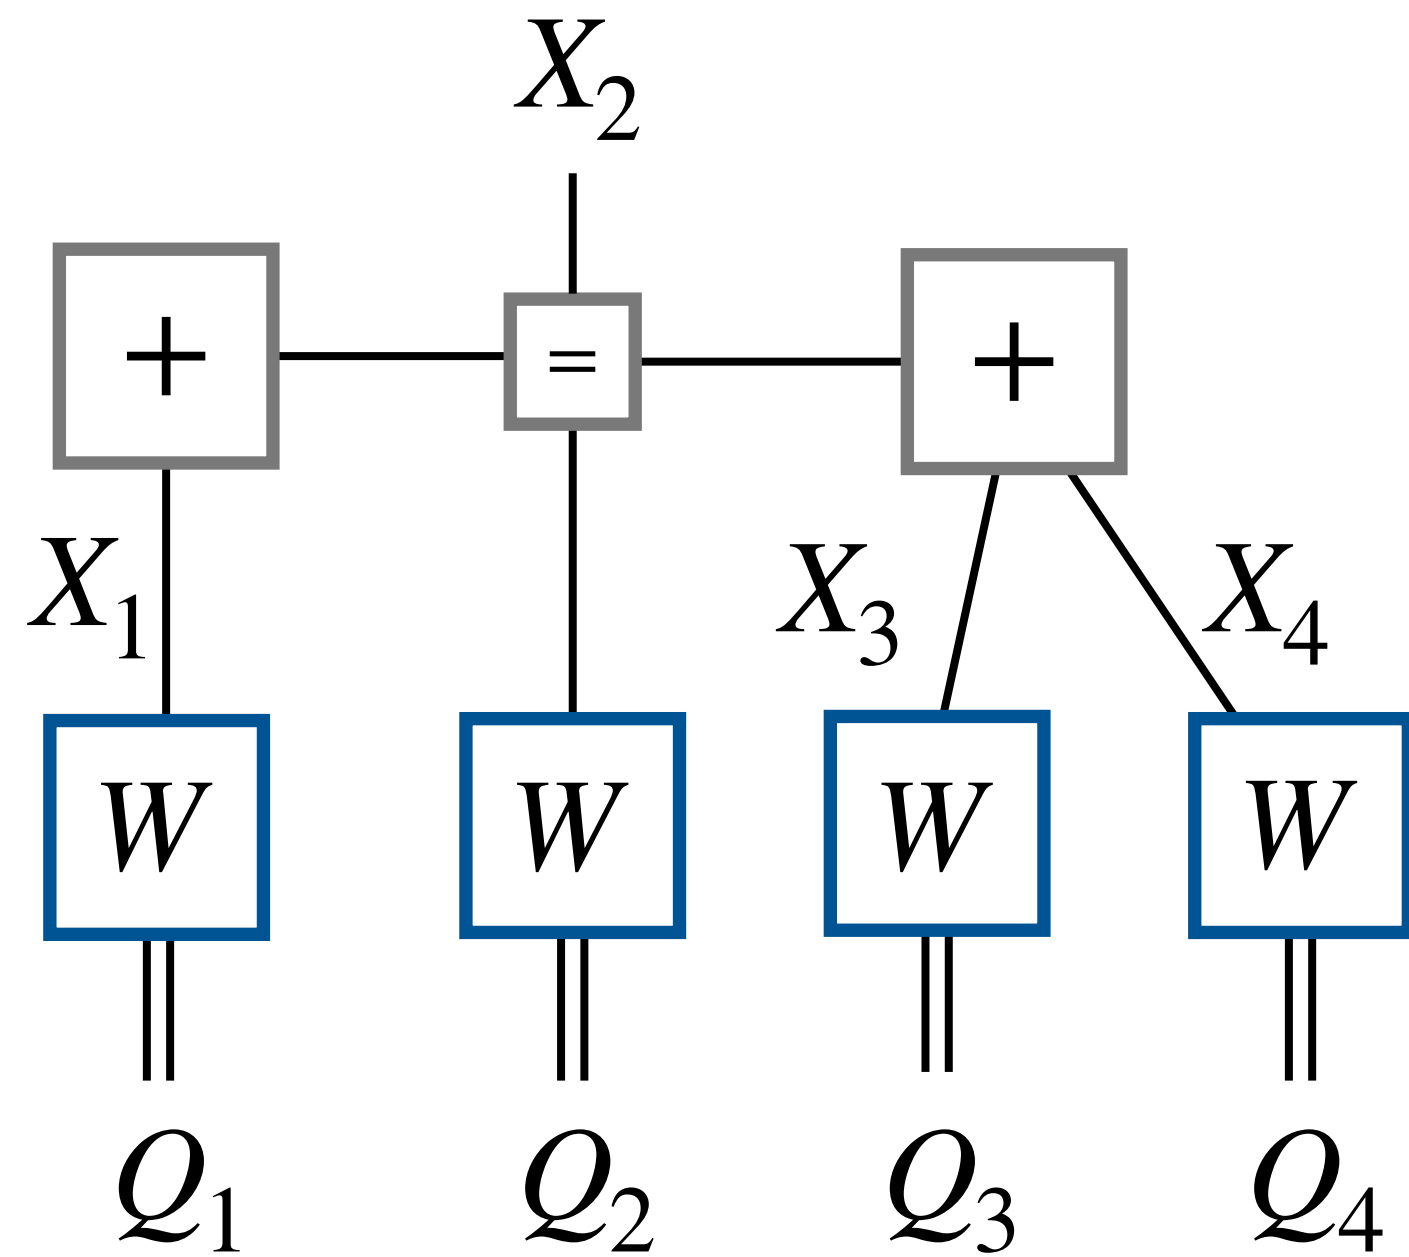 X₂
+ = +
X₁ X₃ X₄
W W W W
Q₁ Q₂ Q₃ Q₄